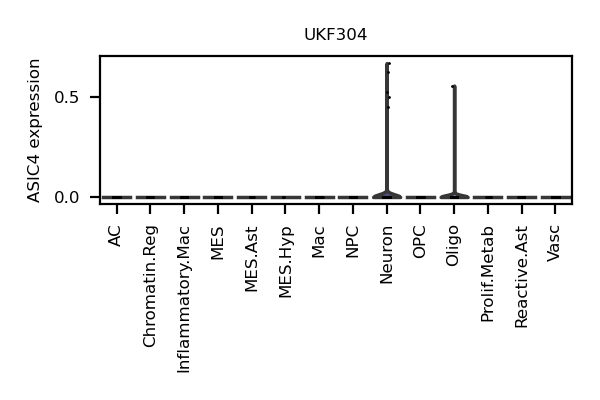 UKF304
ASIC4 expression
0.5
0.0
AC
Chromatin.Reg
Inflammatory.Mac
MES
MES.Ast
MES.Hyp
Mac
NPC
Neuron
OPC
Oligo
Prolif.Metab
Reactive.Ast
Vasc